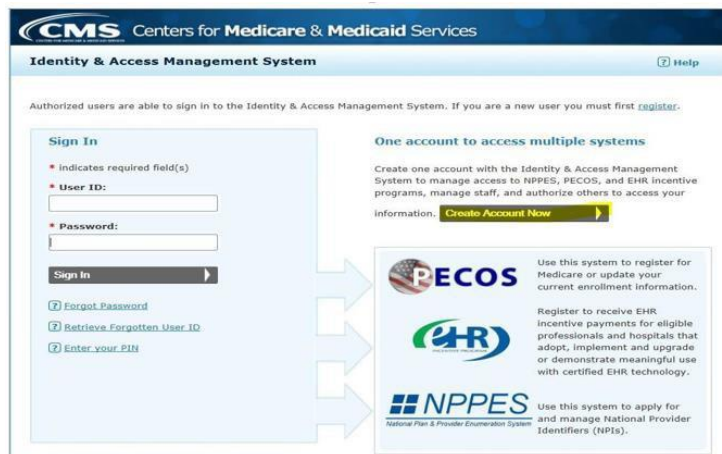 CMS Centers for Medicare & Medicaid Services
Identity & Access Management System
? Help
Authorized users are able to sign in to the Identity & Access Management System. If you are a new user you must first register.
Sign In
* indicates required field(s)
* User ID:
* Password:
Sign In
? Forgot Password
? Retrieve Forgotten User ID
? Enter your PIN
One account to access multiple systems
Create one account with the Identity & Access Management
System to manage access to NPPES, PECOS, and EHR incentive
programs, manage staff, and authorize others to access your
information. Create Account Now
PECOS
Use this system to register for
Medicare or update your
current enrollment information.
eHR
INCENTIVE PROGRAM
Register to receive EHR
incentive payments for eligible
professionals and hospitals that
adopt, implement and upgrade
or demonstrate meaningful use
with certified EHR technology.
NPPES
National Plan & Provider Enumeration System
Use this system to apply for
and manage National Provider
Identifiers (NPIs).